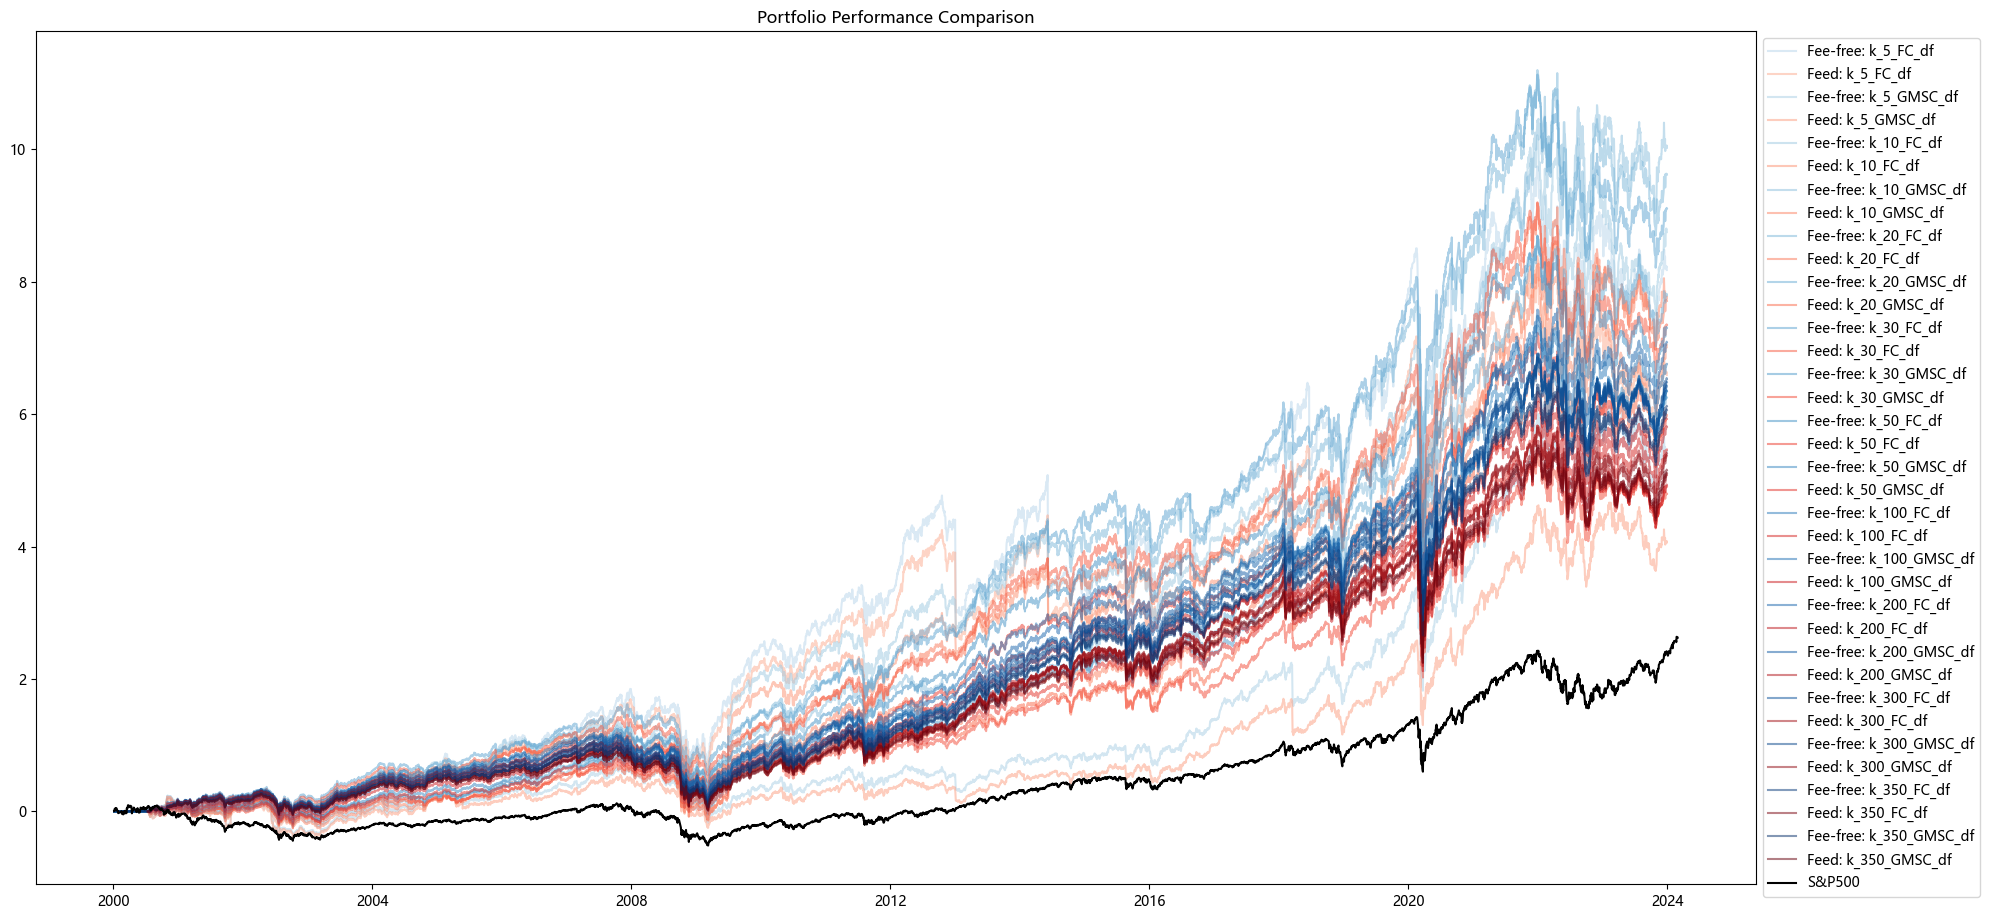 Portfolio Performance Comparison
10
8
6
4
2
0
2000
2004
2008
2012
2016
2020
2024
Fee-free: k_5_FC_df
Feed: k_5_FC_df
Fee-free: k_5_GMSC_df
Feed: k_5_GMSC_df
Fee-free: k_10_FC_df
Feed: k_10_FC_df
Fee-free: k_10_GMSC_df
Feed: k_10_GMSC_df
Fee-free: k_20_FC_df
Feed: k_20_FC_df
Fee-free: k_20_GMSC_df
Feed: k_20_GMSC_df
Fee-free: k_30_FC_df
Feed: k_30_FC_df
Fee-free: k_30_GMSC_df
Feed: k_30_GMSC_df
Fee-free: k_50_FC_df
Feed: k_50_FC_df
Fee-free: k_50_GMSC_df
Feed: k_50_GMSC_df
Fee-free: k_100_FC_df
Feed: k_100_FC_df
Fee-free: k_100_GMSC_df
Feed: k_100_GMSC_df
Fee-free: k_200_FC_df
Feed: k_200_FC_df
Fee-free: k_200_GMSC_df
Feed: k_200_GMSC_df
Fee-free: k_300_FC_df
Feed: k_300_FC_df
Fee-free: k_300_GMSC_df
Feed: k_300_GMSC_df
Fee-free: k_350_FC_df
Feed: k_350_FC_df
Fee-free: k_350_GMSC_df
Feed: k_350_GMSC_df
S&P500